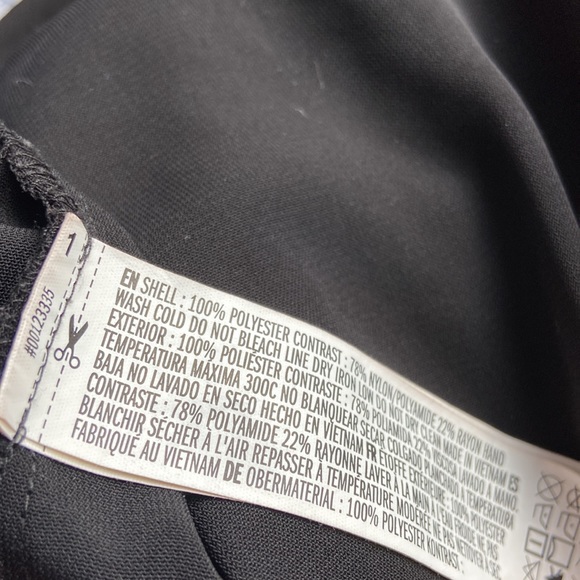 1
#00123335
EN SHELL : 100% POLYESTER CONTRAST : 78% NYLON/POLYAMIDE 22% RAYON HAND
WASH COLD DO NOT BLEACH LINE DRY IRON LOW DO NOT DRY CLEAN MADE IN VIETNAM ES
EXTERIOR : 100% POLIÉSTER CONTRASTE : 78% POLIAMIDA 22% VISCOSA LAVADO A MANO.
TEMPERATURA MÁXIMA 300C NO BLANQUEAR SECAR COLGADO PLANCHADO A TEMPERATURA
BAJA NO LAVADO EN SECO HECHO EN VIETNAM FR ÉTOFFE EXTÉRIEURE : 100% POLYESTER
CONTRASTE : 78% POLYAMIDE 22% RAYONNE LAVER À LA MAIN À L'EAU FROIDE NE PAS
BLANCHIR SÉCHER À L'AIR REPASSER À TEMPÉRATURE MODÉRÉE NE PAS NETTOYER À SEC
FABRIQUÉ AU VIETNAM DE OBERMATERIAL : 100% POLYESTER KONTRAST :